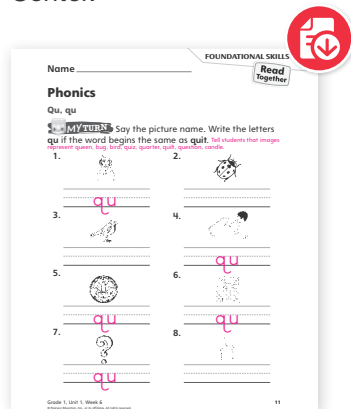 FOUNDATIONAL SKILLS
Name
Read
Together
Phonics
Qu, qu
MY TURN Say the picture name. Write the letters
qu if the word begins the same as quit. Tell students that images
represent queen, bug, bird, quiz, quarter, quilt, question, candle.
1. 2.
qu
3. 4.
qu
5. 6.
qu qu
7. 8.
qu
Grade 1, Unit 1, Week 6 11